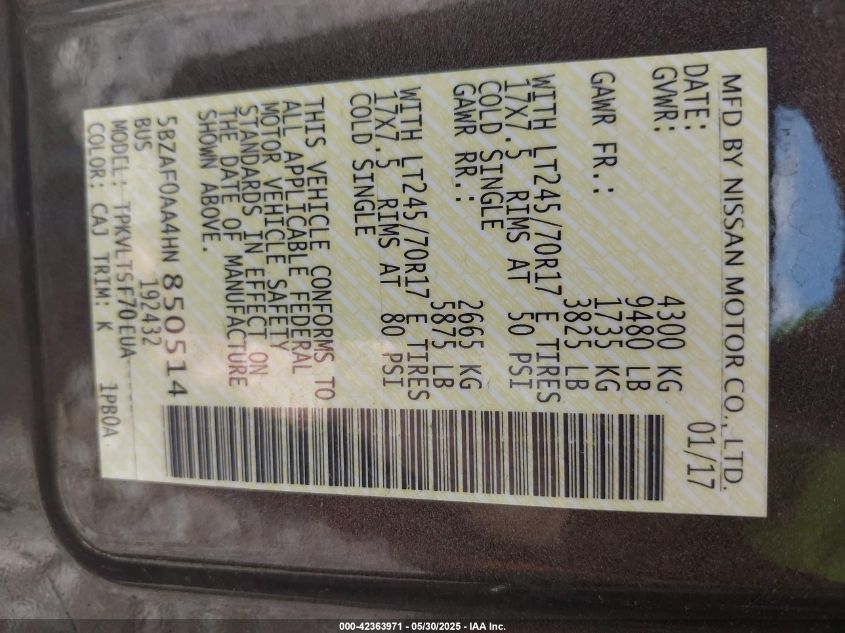 MFD BY NISSAN MOTOR CO., LTD.
DATE: 01/17
GVWR: 4300 KG
9480 LB
GAWR FR.: 1735 KG
3825 LB
WITH LT245/70R17 E TIRES
17X7.5 RIMS AT 50 PSI
COLD SINGLE
GAWR RR.: 2665 KG
5875 LB
WITH LT245/70R17 E TIRES
17X7.5 RIMS AT 80 PSI
COLD SINGLE
THIS VEHICLE CONFORMS TO
ALL APPLICABLE FEDERAL
MOTOR VEHICLE SAFETY
STANDARDS IN EFFECT ON
THE DATE OF MANUFACTURE
SHOWN ABOVE.
5BZAF0AA4HN850514
BUS 192432
MODEL: TPKVLTSF70EUA
COLOR: CAJ TRIM: K 1PB0A
000-42363971 - 05/30/2025 - IAA Inc.